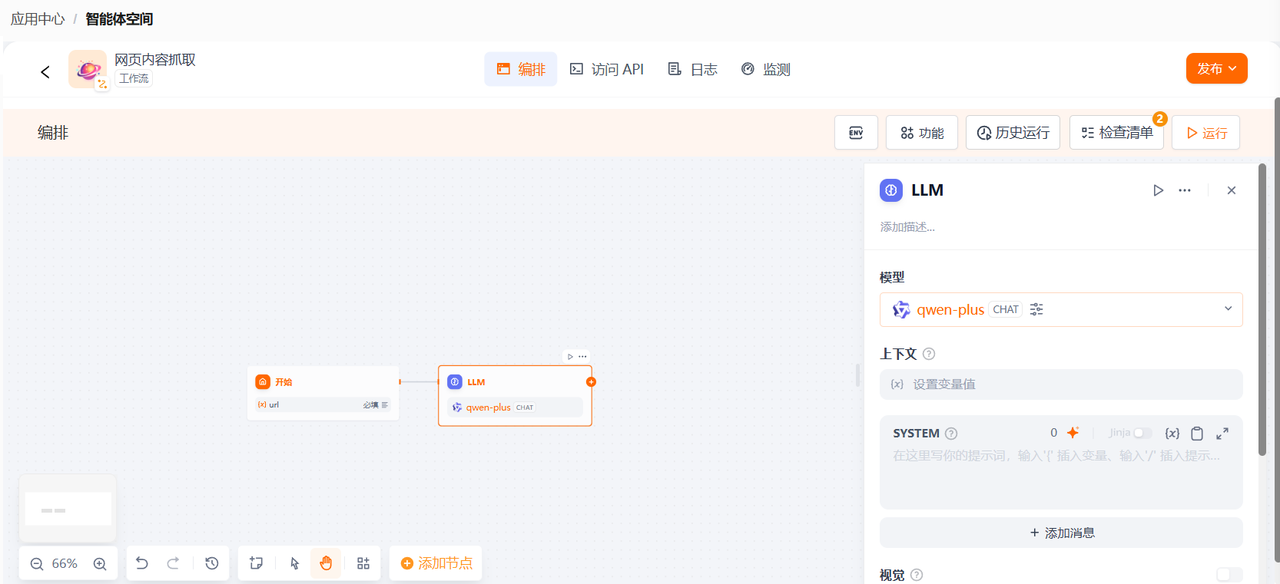 应用中心 / 智能体空间
网页内容抓取
工作流
编排
访问 API
日志
监测
发布
编排
ENV
功能
历史运行
检查清单
2
运行
开始
{x} url
必填
LLM
qwen-plus CHAT
LLM
添加描述...
模型
qwen-plus CHAT
上下文
{x} 设置变量值
SYSTEM
0
Jinja
{x}
在这里写你的提示词，输入'{' 插入变量、输入'/' 插入提示...
+ 添加消息
视觉
66%
添加节点